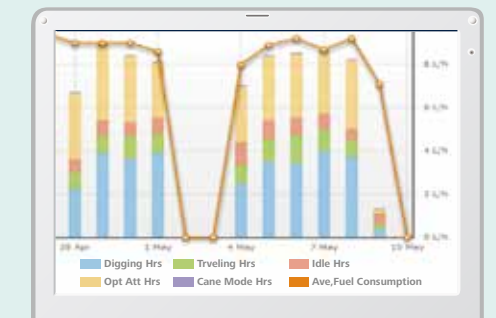 8 L/h
6 L/h
4 L/h
2 L/h
0 L/h
28 Apr 1 May 4 May 7 May 10 May
Digging Hrs Trveling Hrs Idle Hrs
Opt Att Hrs Cane Mode Hrs Ave,Fuel Consumption